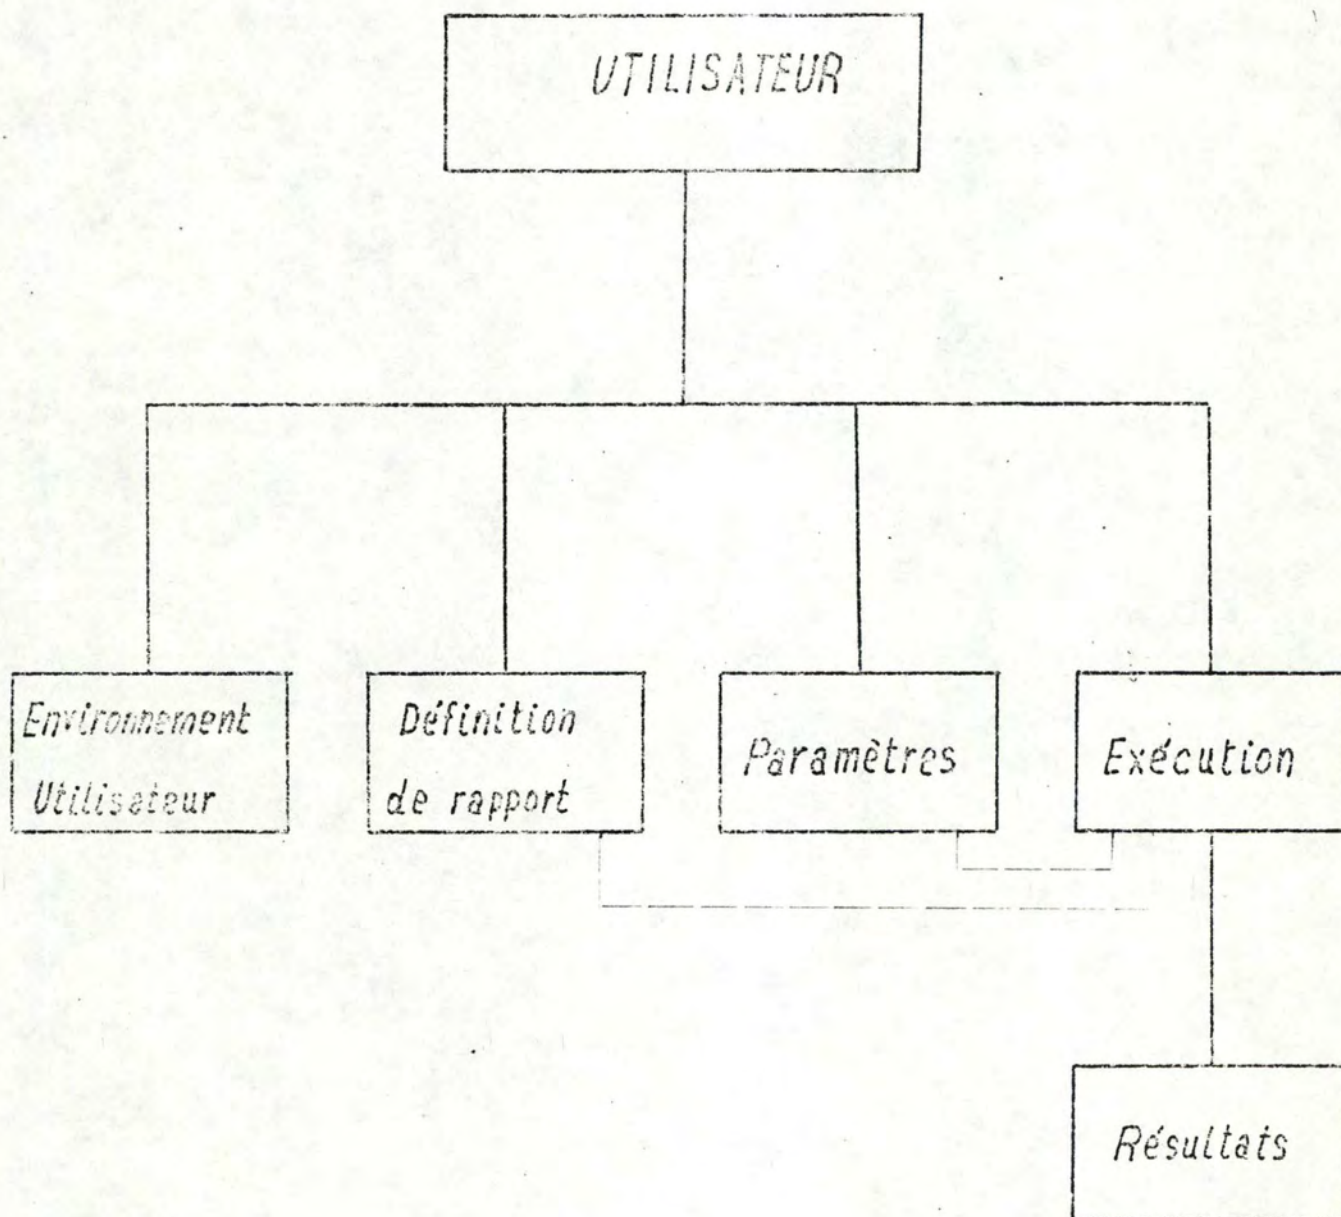 UTILISATEUR
Environnement
Utilisateur
Définition
de rapport
Paramètres
Exécution
Résultats